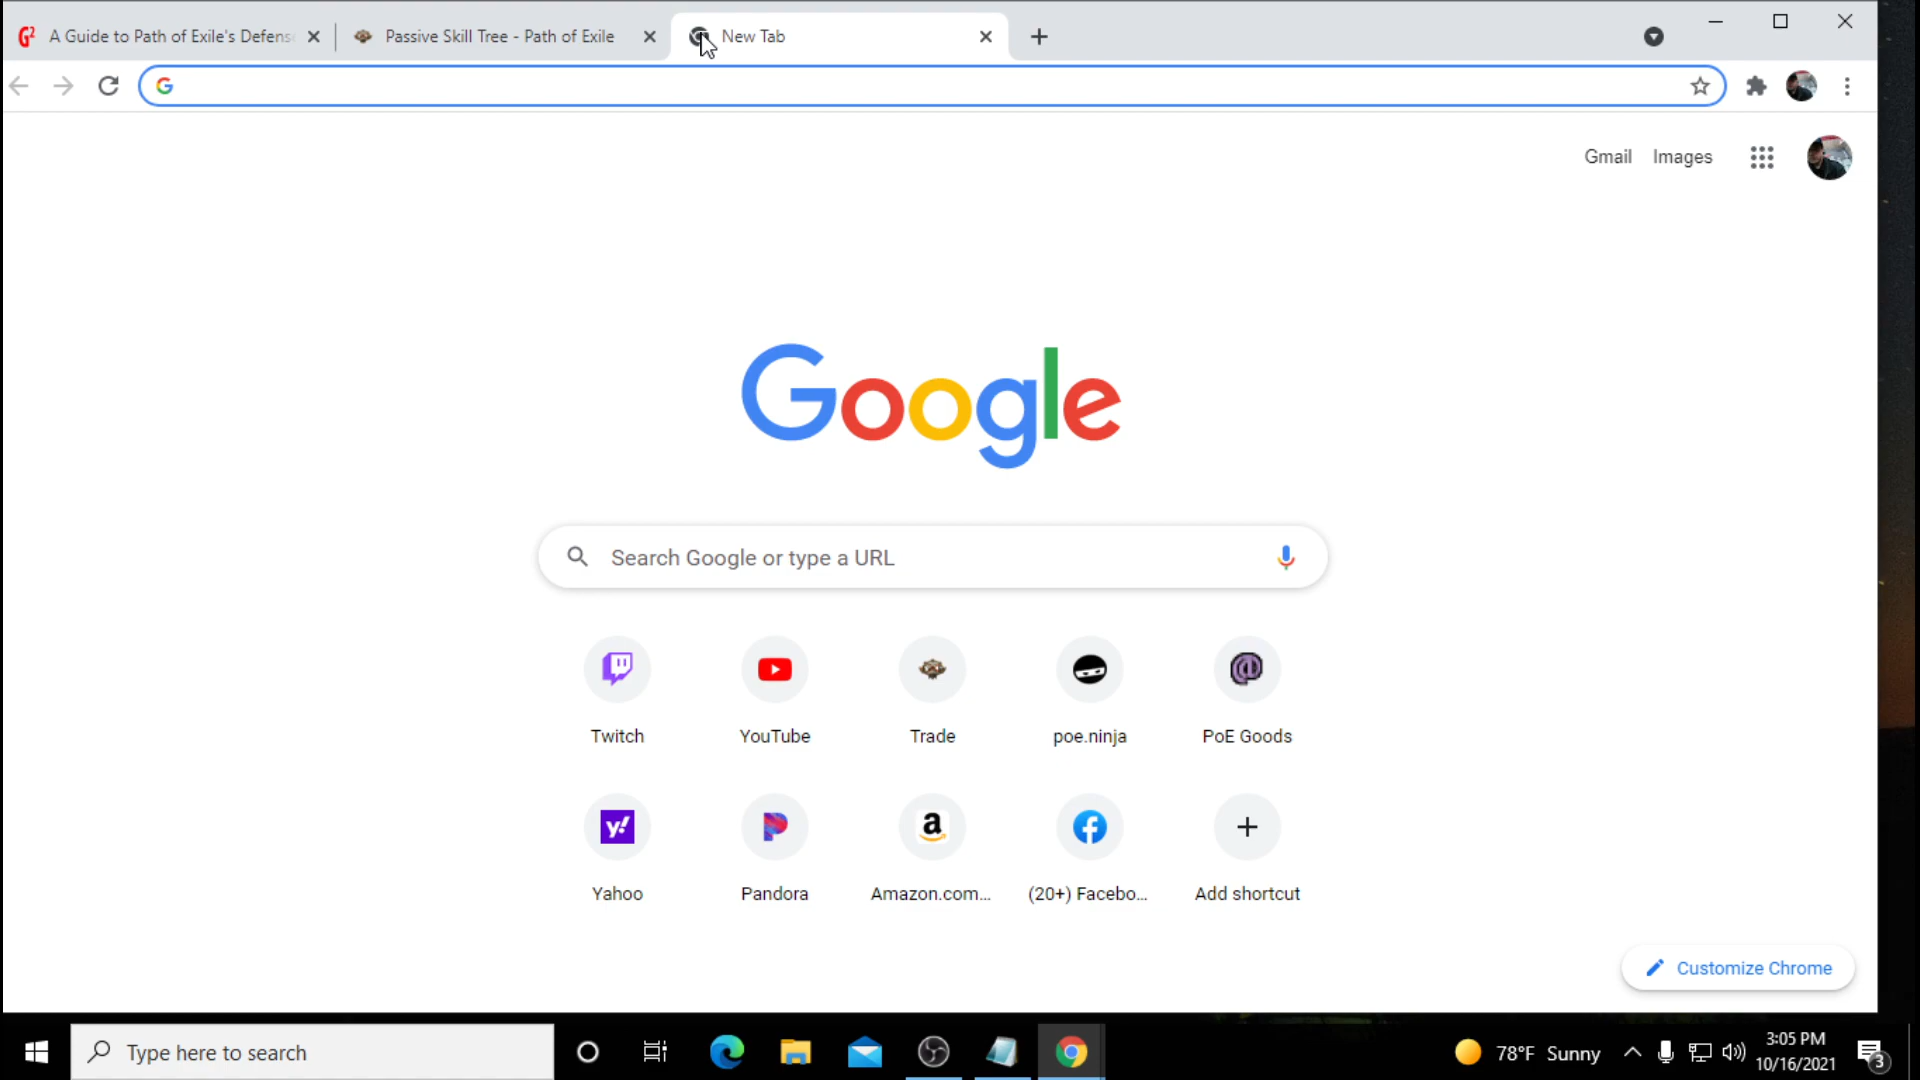 A Guide to Path of Exile's Defens
Passive Skill Tree - Path of Exile
New Tab
Gmail
Images
Google
Search Google or type a URL
Twitch
YouTube
Trade
poe.ninja
PoE Goods
Yahoo
Pandora
Amazon.com...
(20+) Facebo...
Add shortcut
Customize Chrome
Type here to search
78°F Sunny
3:05 PM
10/16/2021
3